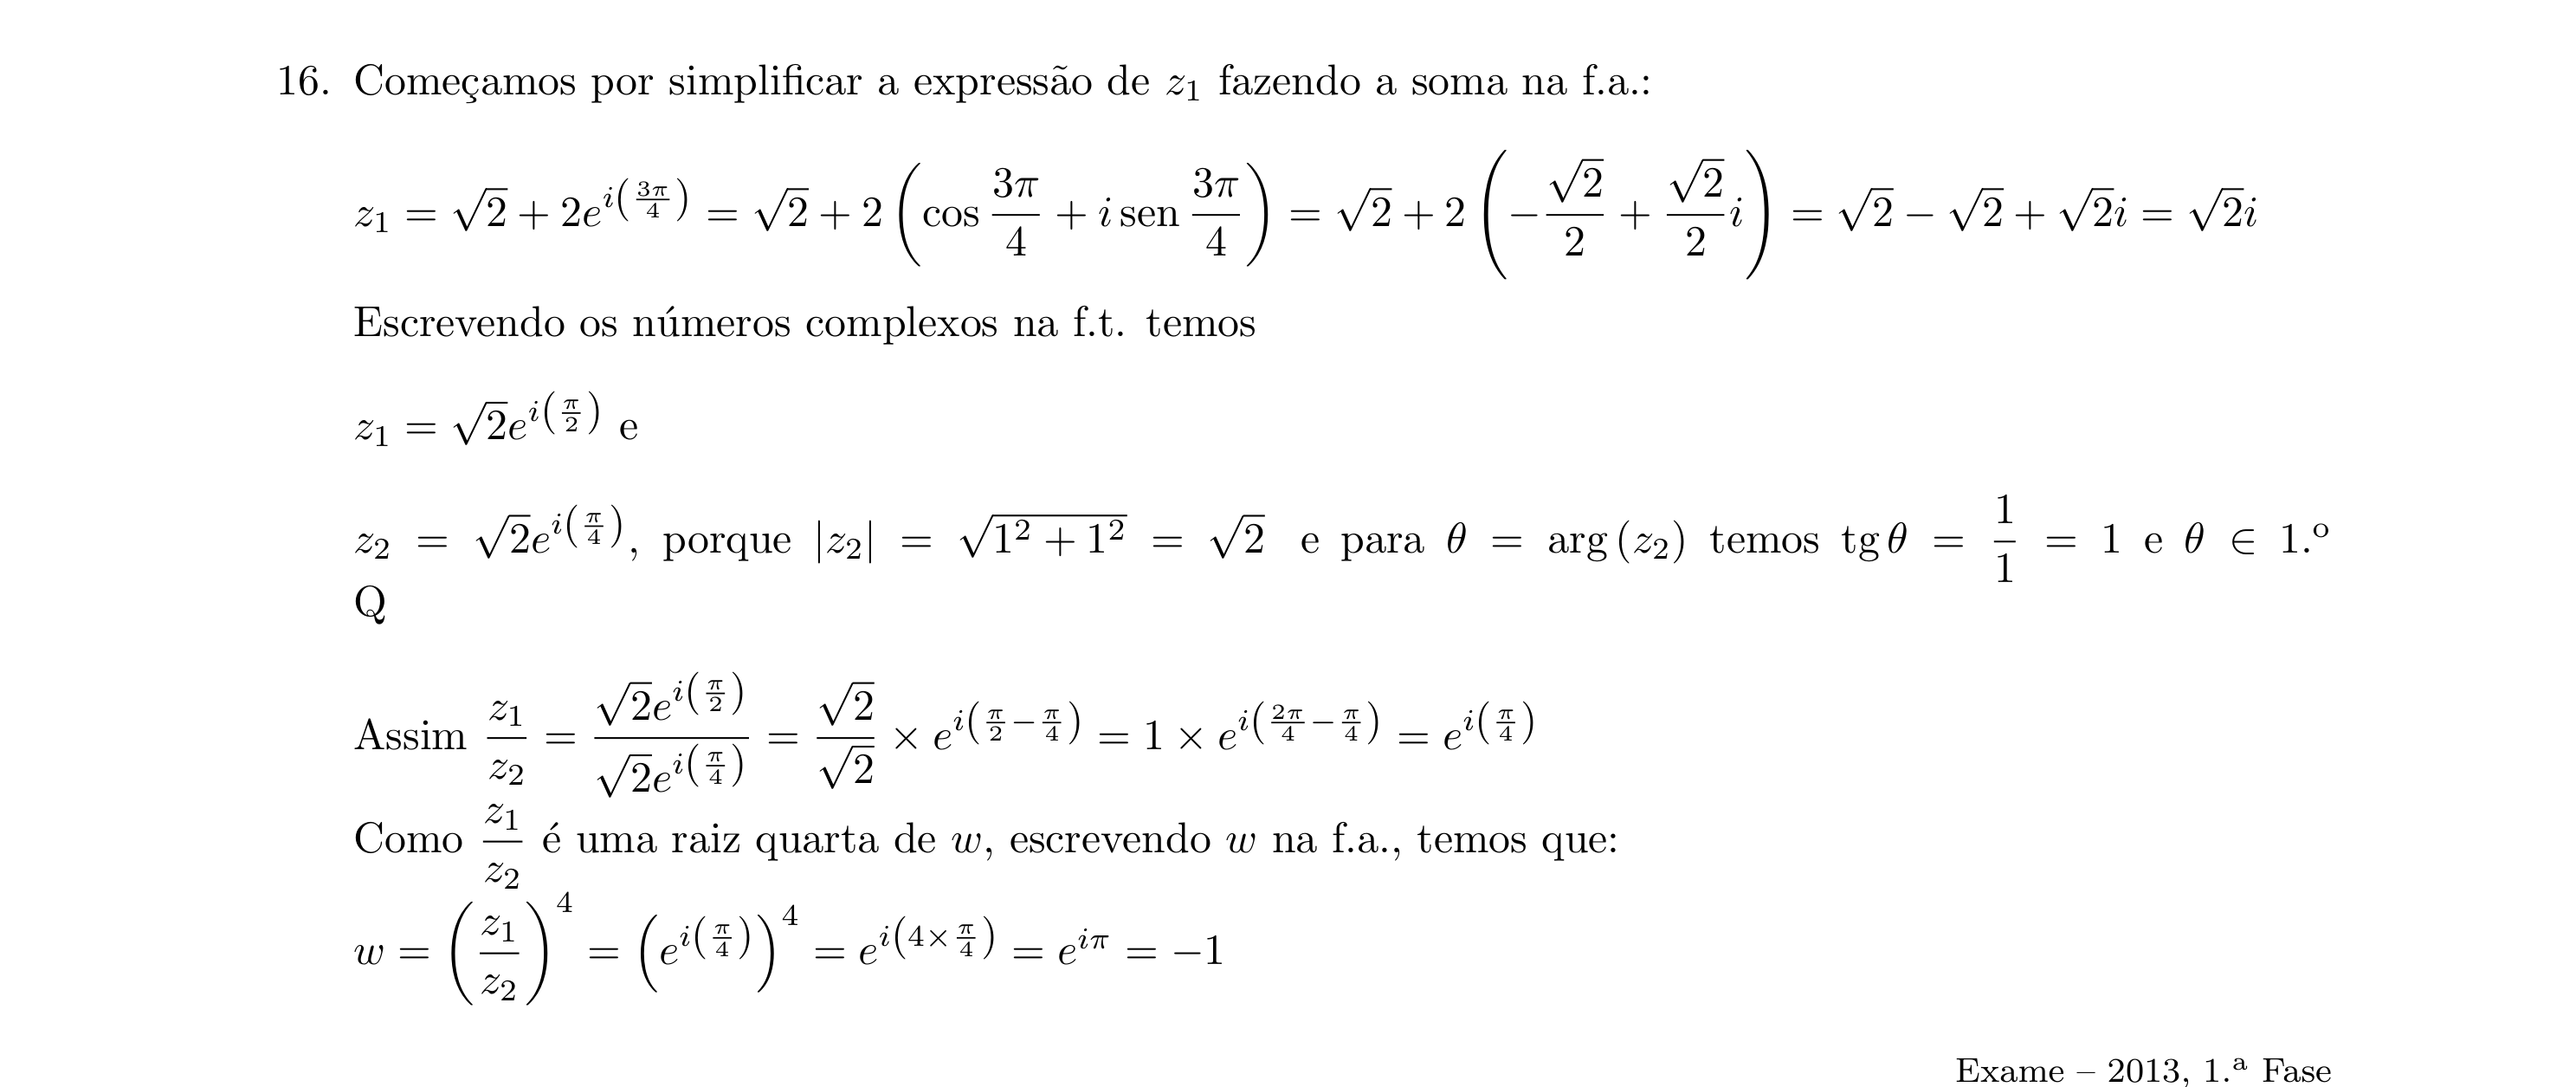 16. Começamos por simplificar a expressão de z₁ fazendo a soma na f.a.:
z₁ = √2 + 2e^{i(3π/4)} = √2 + 2(cos 3π/4 + i sen 3π/4) = √2 + 2(−√2/2 + √2/2 i) = √2 − √2 + √2i = √2i
Escrevendo os números complexos na f.t. temos
z₁ = √2e^{i(π/2)} e
z₂ = √2e^{i(π/4)}, porque |z₂| = √(1² + 1²) = √2 e para θ = arg (z₂) temos tg θ = 1/1 = 1 e θ ∈ 1.º
Q
Assim z₁/z₂ = √2e^{i(π/2)}/√2e^{i(π/4)} = √2/√2 × e^{i(π/2 − π/4)} = 1 × e^{i(2π/4 − π/4)} = e^{i(π/4)}
Como z₁/z₂ é uma raiz quarta de w, escrevendo w na f.a., temos que:
w = (z₁/z₂)⁴ = (e^{i(π/4)})⁴ = e^{i(4×π/4)} = e^{iπ} = −1
Exame – 2013, 1.ª Fase